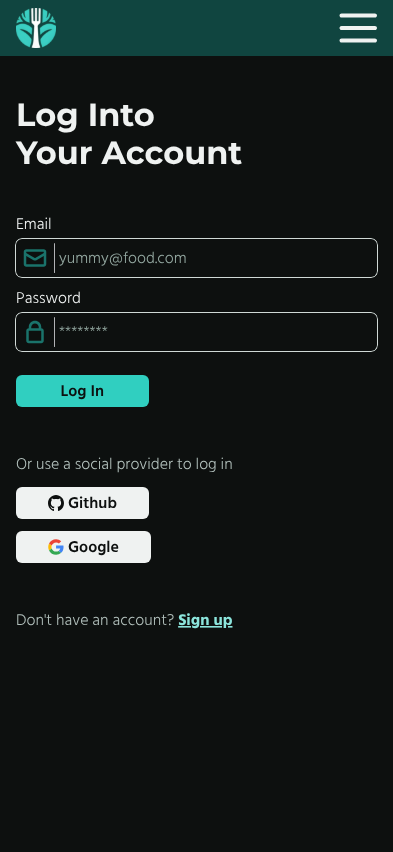 Log Into
Your Account
Email
yummy@food.com
Password
********
Log In
Or use a social provider to log in
Github
Google
Don't have an account? Sign up